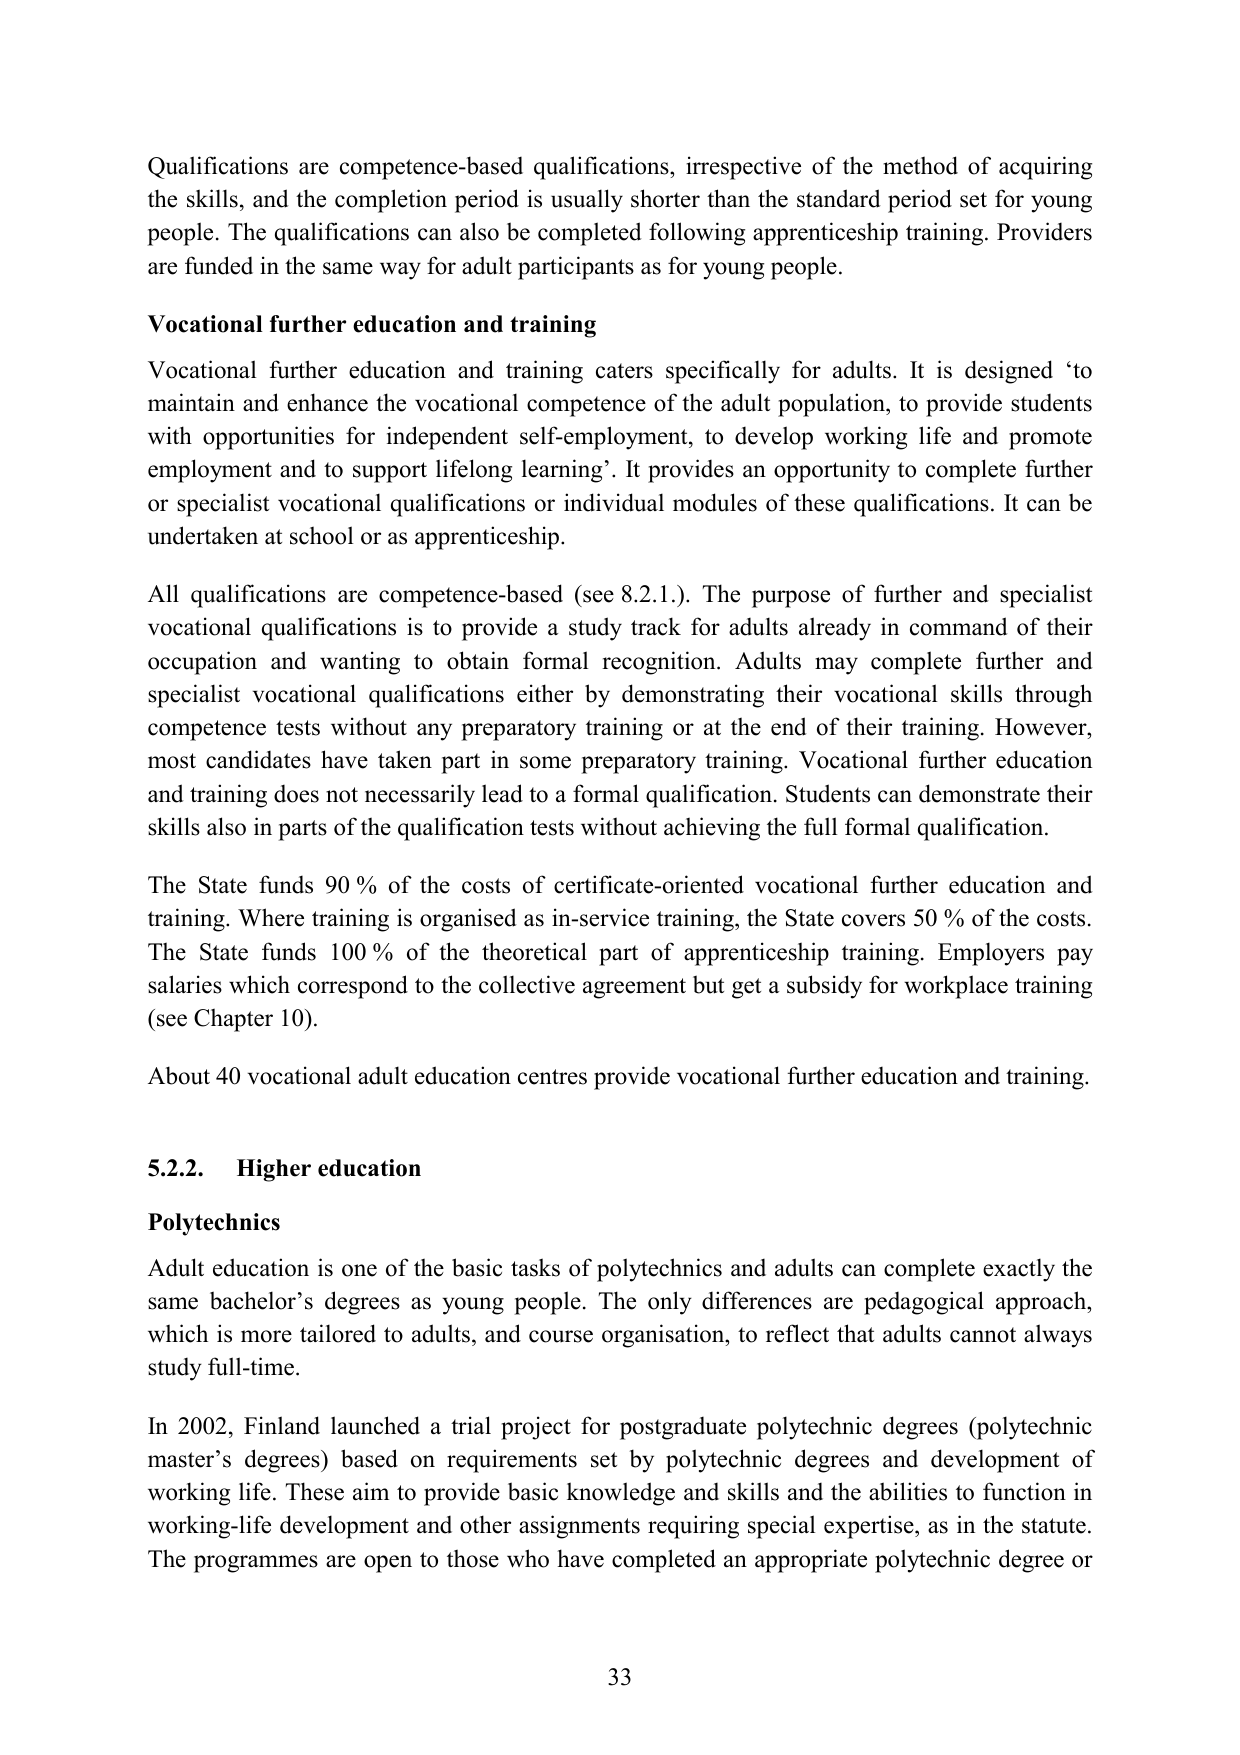 Qualifications are competence-based qualifications, irrespective of the method of acquiring
the skills, and the completion period is usually shorter than the standard period set for young
people. The qualifications can also be completed following apprenticeship training. Providers
are funded in the same way for adult participants as for young people.
Vocational further education and training
Vocational further education and training caters specifically for adults. It is designed ‘to
maintain and enhance the vocational competence of the adult population, to provide students
with opportunities for independent self-employment, to develop working life and promote
employment and to support lifelong learning’. It provides an opportunity to complete further
or specialist vocational qualifications or individual modules of these qualifications. It can be
undertaken at school or as apprenticeship.
All qualifications are competence-based (see 8.2.1.). The purpose of further and specialist
vocational qualifications is to provide a study track for adults already in command of their
occupation and wanting to obtain formal recognition. Adults may complete further and
specialist vocational qualifications either by demonstrating their vocational skills through
competence tests without any preparatory training or at the end of their training. However,
most candidates have taken part in some preparatory training. Vocational further education
and training does not necessarily lead to a formal qualification. Students can demonstrate their
skills also in parts of the qualification tests without achieving the full formal qualification.
The State funds 90 % of the costs of certificate-oriented vocational further education and
training. Where training is organised as in-service training, the State covers 50 % of the costs.
The State funds 100 % of the theoretical part of apprenticeship training. Employers pay
salaries which correspond to the collective agreement but get a subsidy for workplace training
(see Chapter 10).
About 40 vocational adult education centres provide vocational further education and training.
5.2.2. Higher education
Polytechnics
Adult education is one of the basic tasks of polytechnics and adults can complete exactly the
same bachelor’s degrees as young people. The only differences are pedagogical approach,
which is more tailored to adults, and course organisation, to reflect that adults cannot always
study full-time.
In 2002, Finland launched a trial project for postgraduate polytechnic degrees (polytechnic
master’s degrees) based on requirements set by polytechnic degrees and development of
working life. These aim to provide basic knowledge and skills and the abilities to function in
working-life development and other assignments requiring special expertise, as in the statute.
The programmes are open to those who have completed an appropriate polytechnic degree or
33